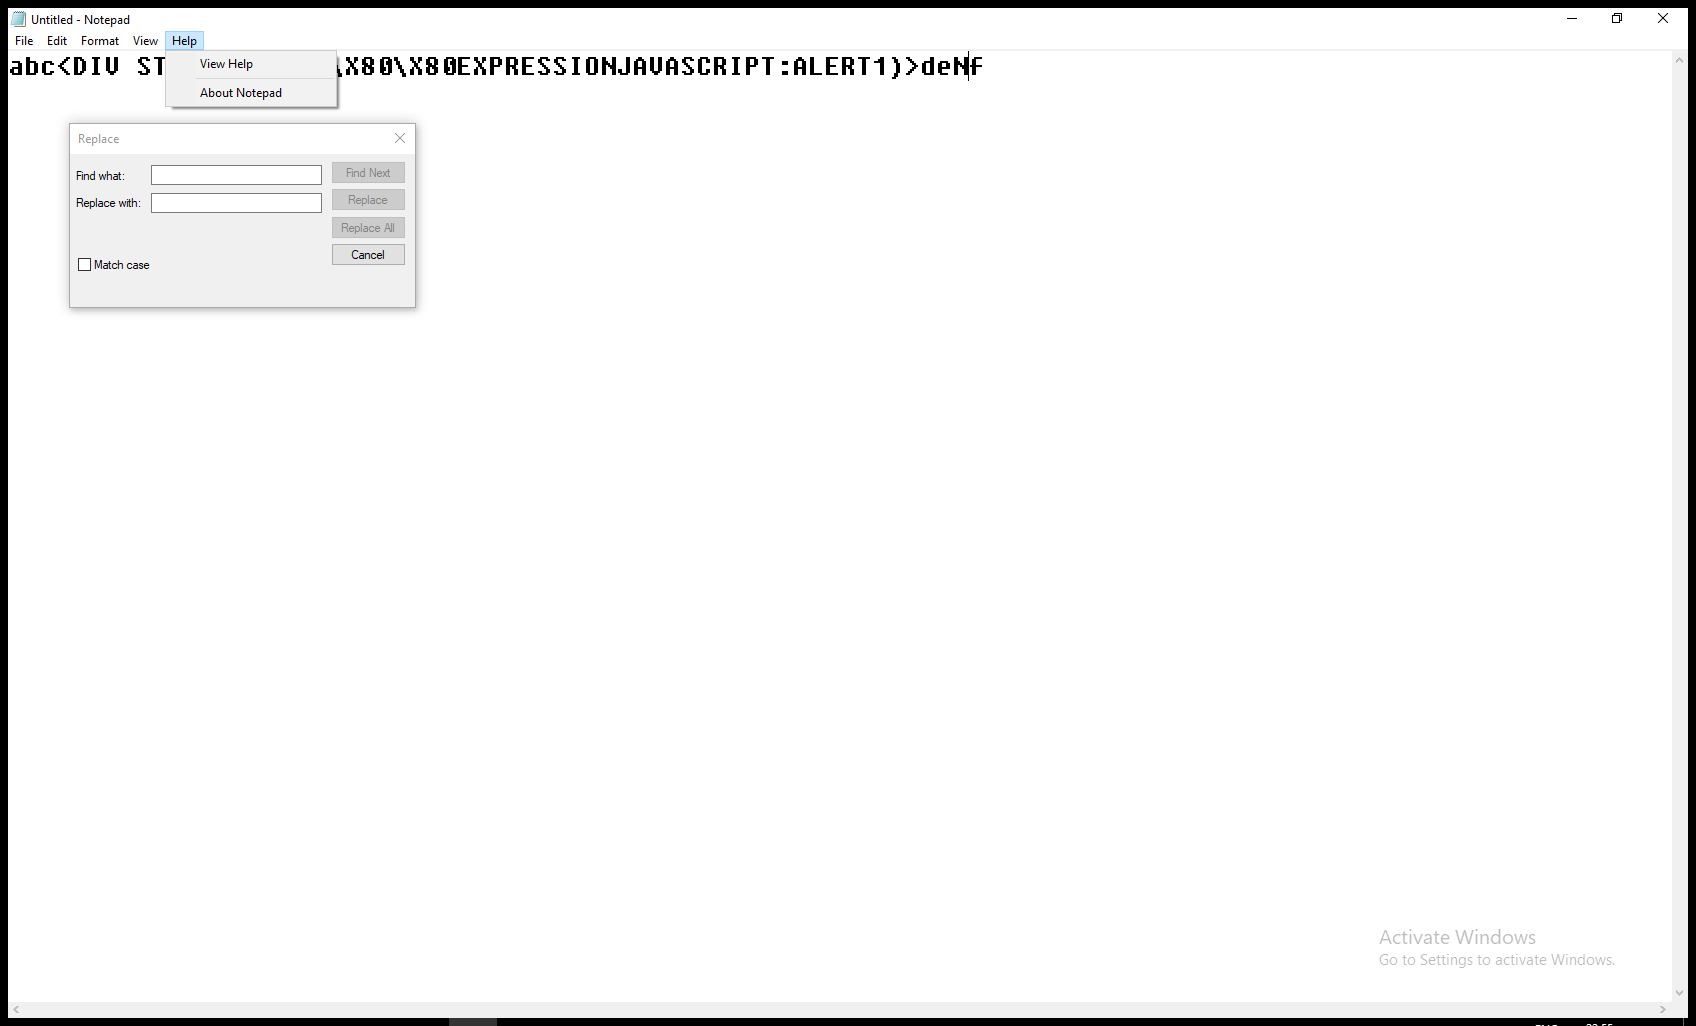 Untitled - Notepad
File Edit Format View Help
abc<DIV ST \X80\X80EXPRESSIONJAVASCRIPT:ALERT1)>deNf
View Help
About Notepad
Replace
Find what:
Find Next
Replace with:
Replace
Replace All
Cancel
Match case
Activate Windows
Go to Settings to activate Windows.